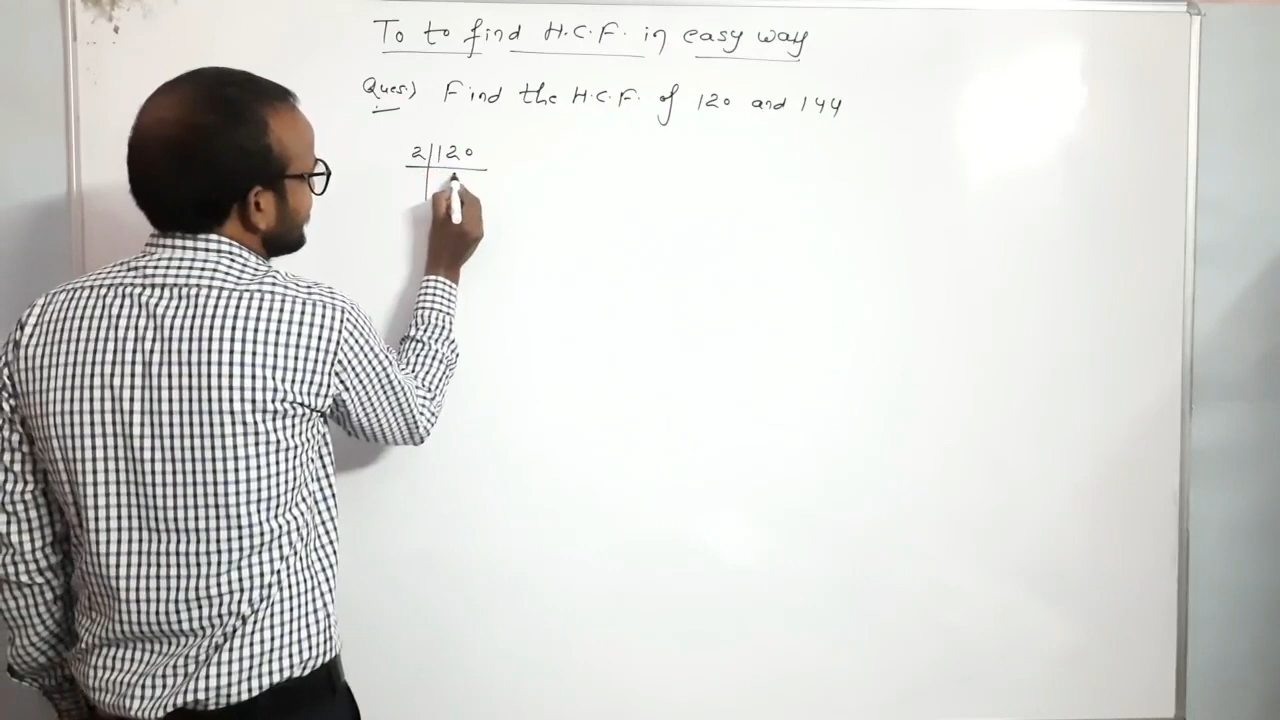 To to find H.C.F. in easy way
Ques.) Find the H.C.F. of 120 and 144
2 | 120